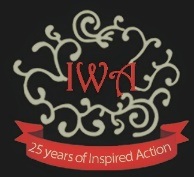 IWA
25 years of Inspired Action